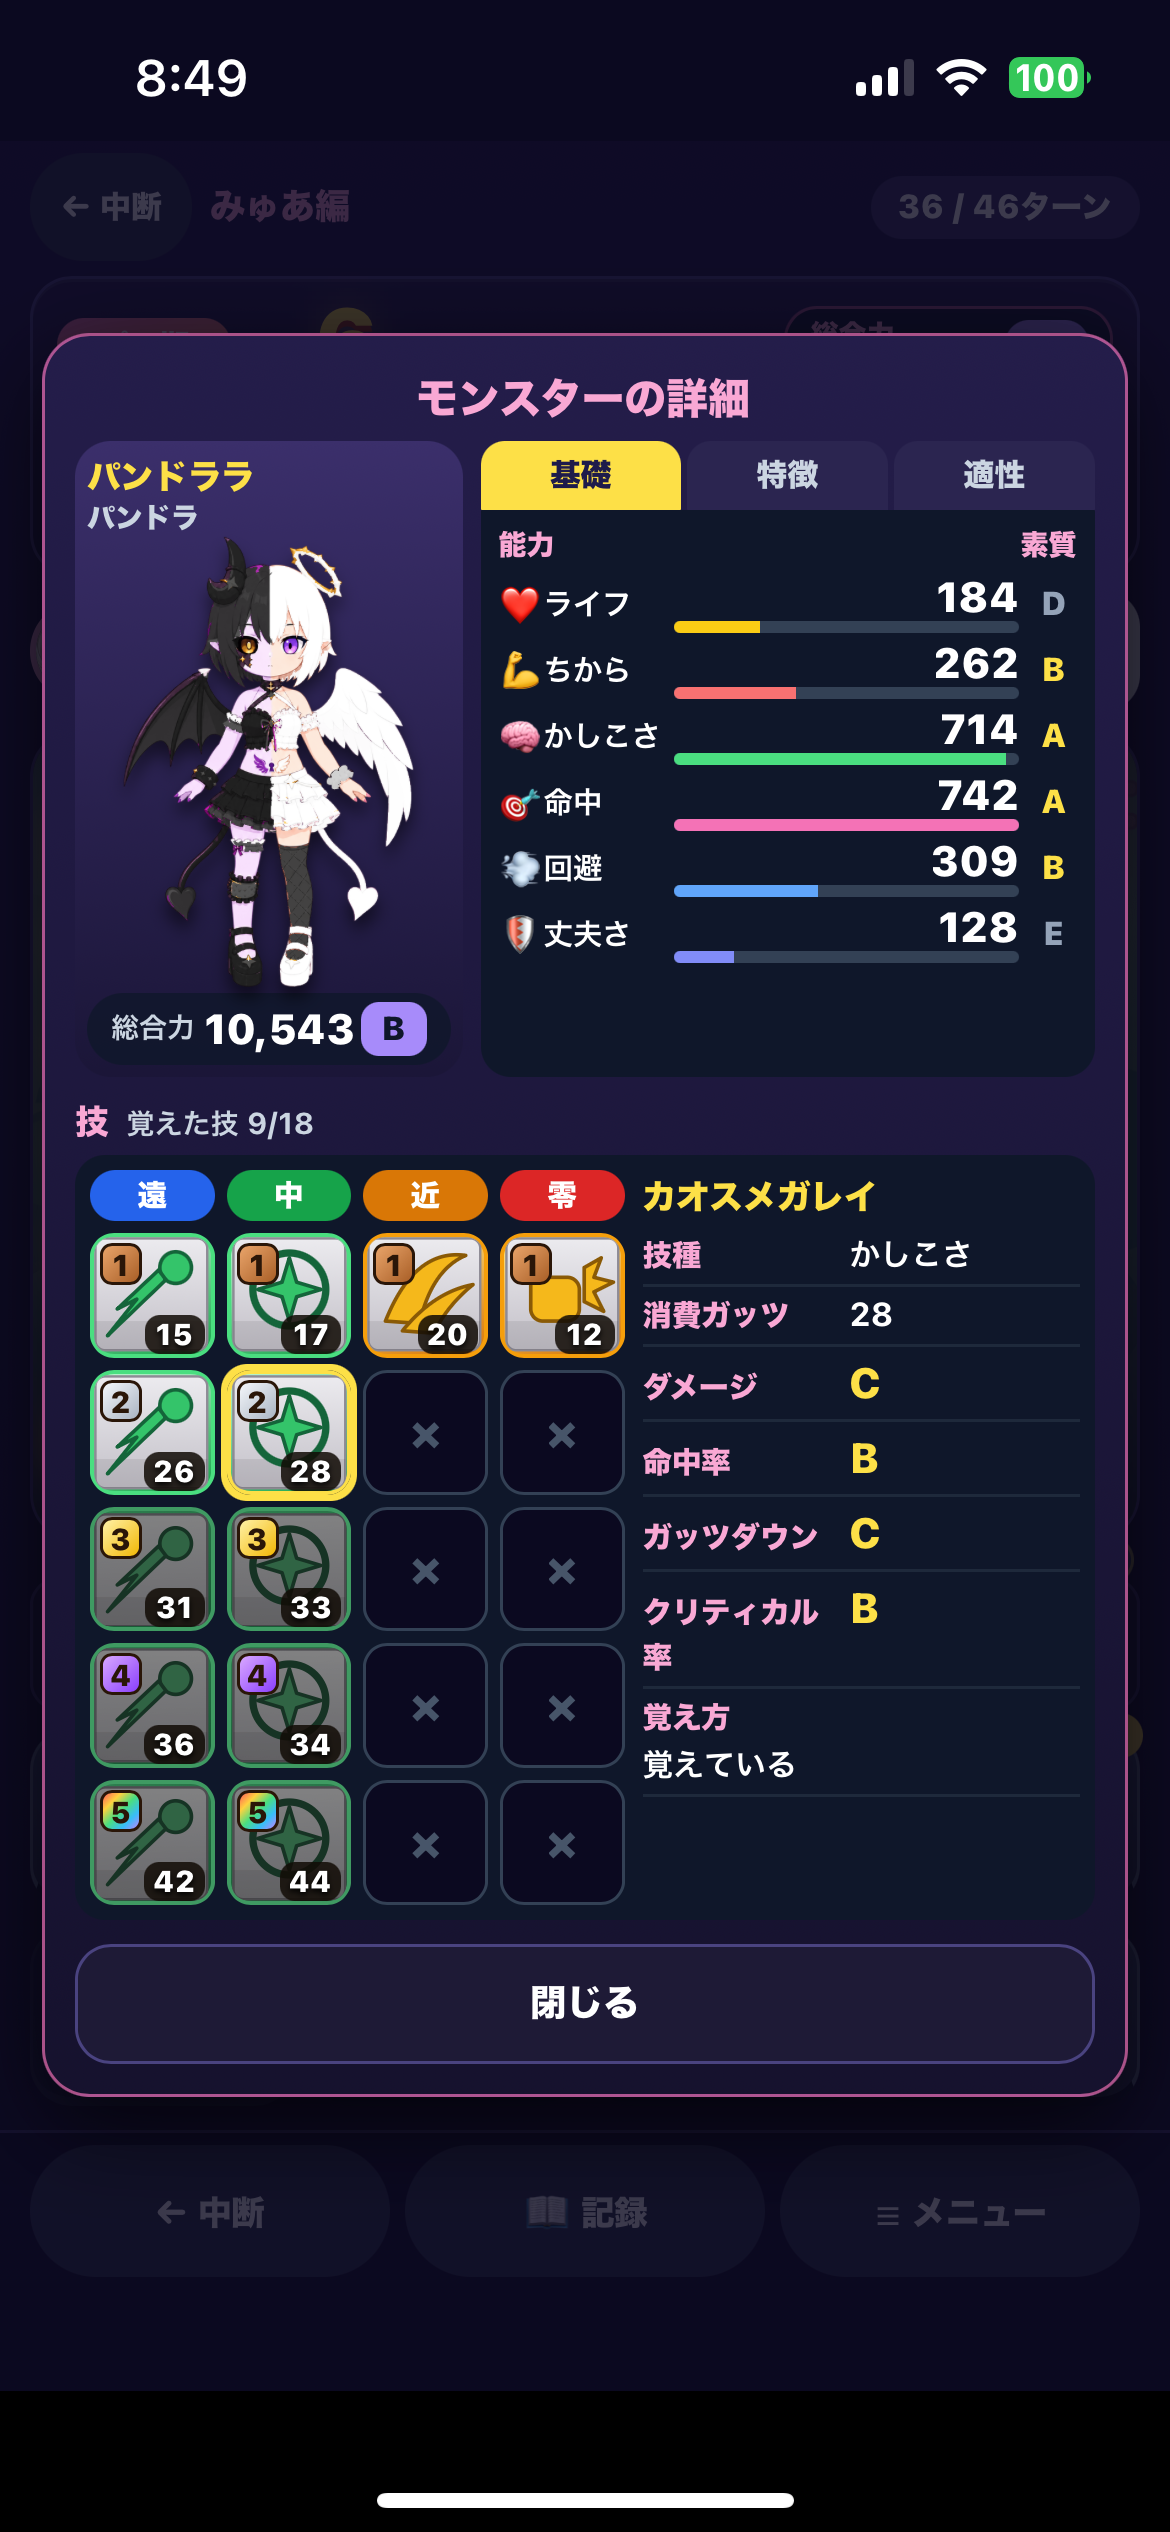 8:49
100
← 中断
みゅあ編
36 / 46ターン
総合力
モンスターの詳細
パンドララ
パンドラ
総合力 10,543 B
基礎
特徴
適性
能力
素質
ライフ 184 D
ちから 262 B
かしこさ 714 A
命中 742 A
回避 309 B
丈夫さ 128 E
技 覚えた技 9/18
遠 中 近 零
1 15 1 17 1 20 1 12
2 26 2 28 × ×
3 31 3 33 × ×
4 36 4 34 × ×
5 42 5 44 × ×
カオスメガレイ
技種 かしこさ
消費ガッツ 28
ダメージ C
命中率 B
ガッツダウン C
クリティカル B
率
覚え方
覚えている
閉じる
← 中断
記録
≡ メニュー